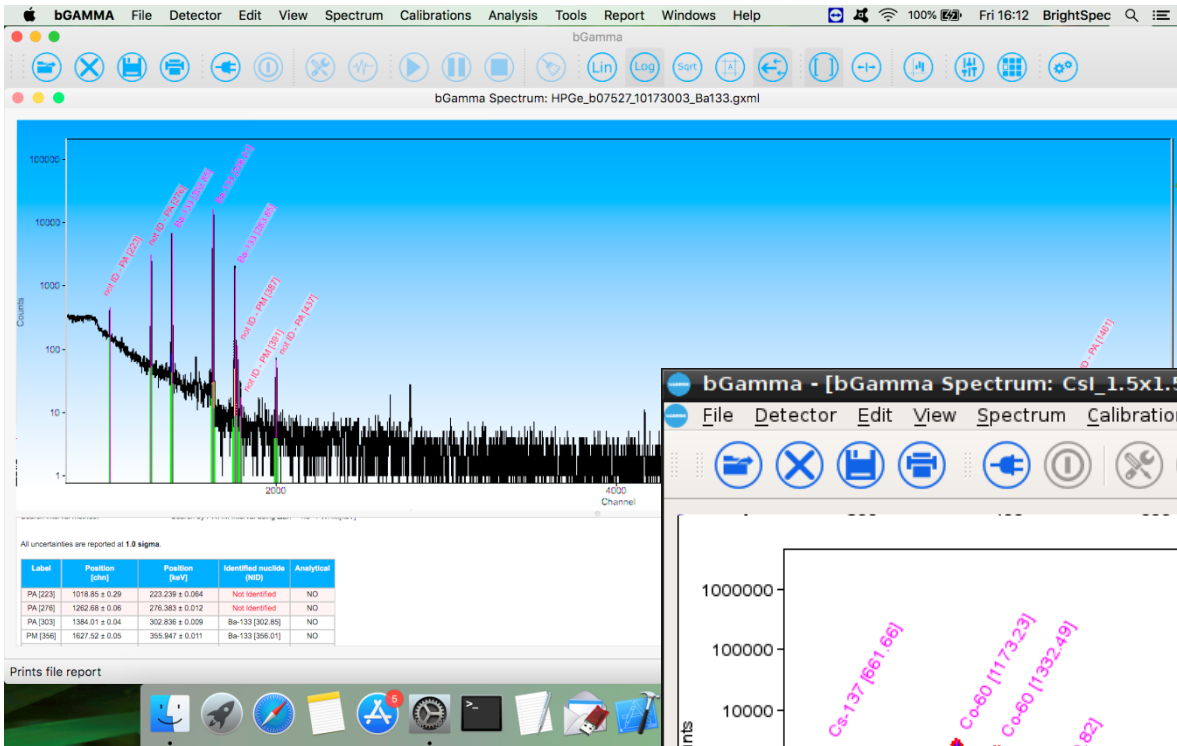 bGAMMA File Detector Edit View Spectrum Calibrations Analysis Tools Report Windows Help 100% Fri 16:12 BrightSpec
bGamma
Lin Log Sqrt A
bGamma Spectrum: HPGe_b07527_10173003_Ba133.gxml
100000
10000
1000
100
10
1
Counts
not ID - PA [223]
not ID - PA [276]
Ba-133 [302.85]
Ba-133
Ba-133 [383.85]
not ID - PM [387]
not ID - PM [391]
not ID - PA [437]
- PA [1461]
2000
4000
Channel
All uncertainties are reported at 1.0 sigma.
Label Position [chn] Position [keV] Identified nuclide (NID) Analytical
PA [223] 1018.85 ± 0.29 223.239 ± 0.064 Not Identified NO
PA [276] 1262.68 ± 0.06 276.383 ± 0.012 Not Identified NO
PA [303] 1384.01 ± 0.04 302.836 ± 0.009 Ba-133 [302.85] NO
PM [356] 1627.52 ± 0.05 355.947 ± 0.011 Ba-133 [356.01] NO
Prints file report
5
bGamma - [bGamma Spectrum: CsI_1.5x1.5
File Detector Edit View Spectrum Calibration
1000000
100000
10000
Cs-137 [661.66]
Co-60 [1173.23]
Co-60 [1332.49]
.82]